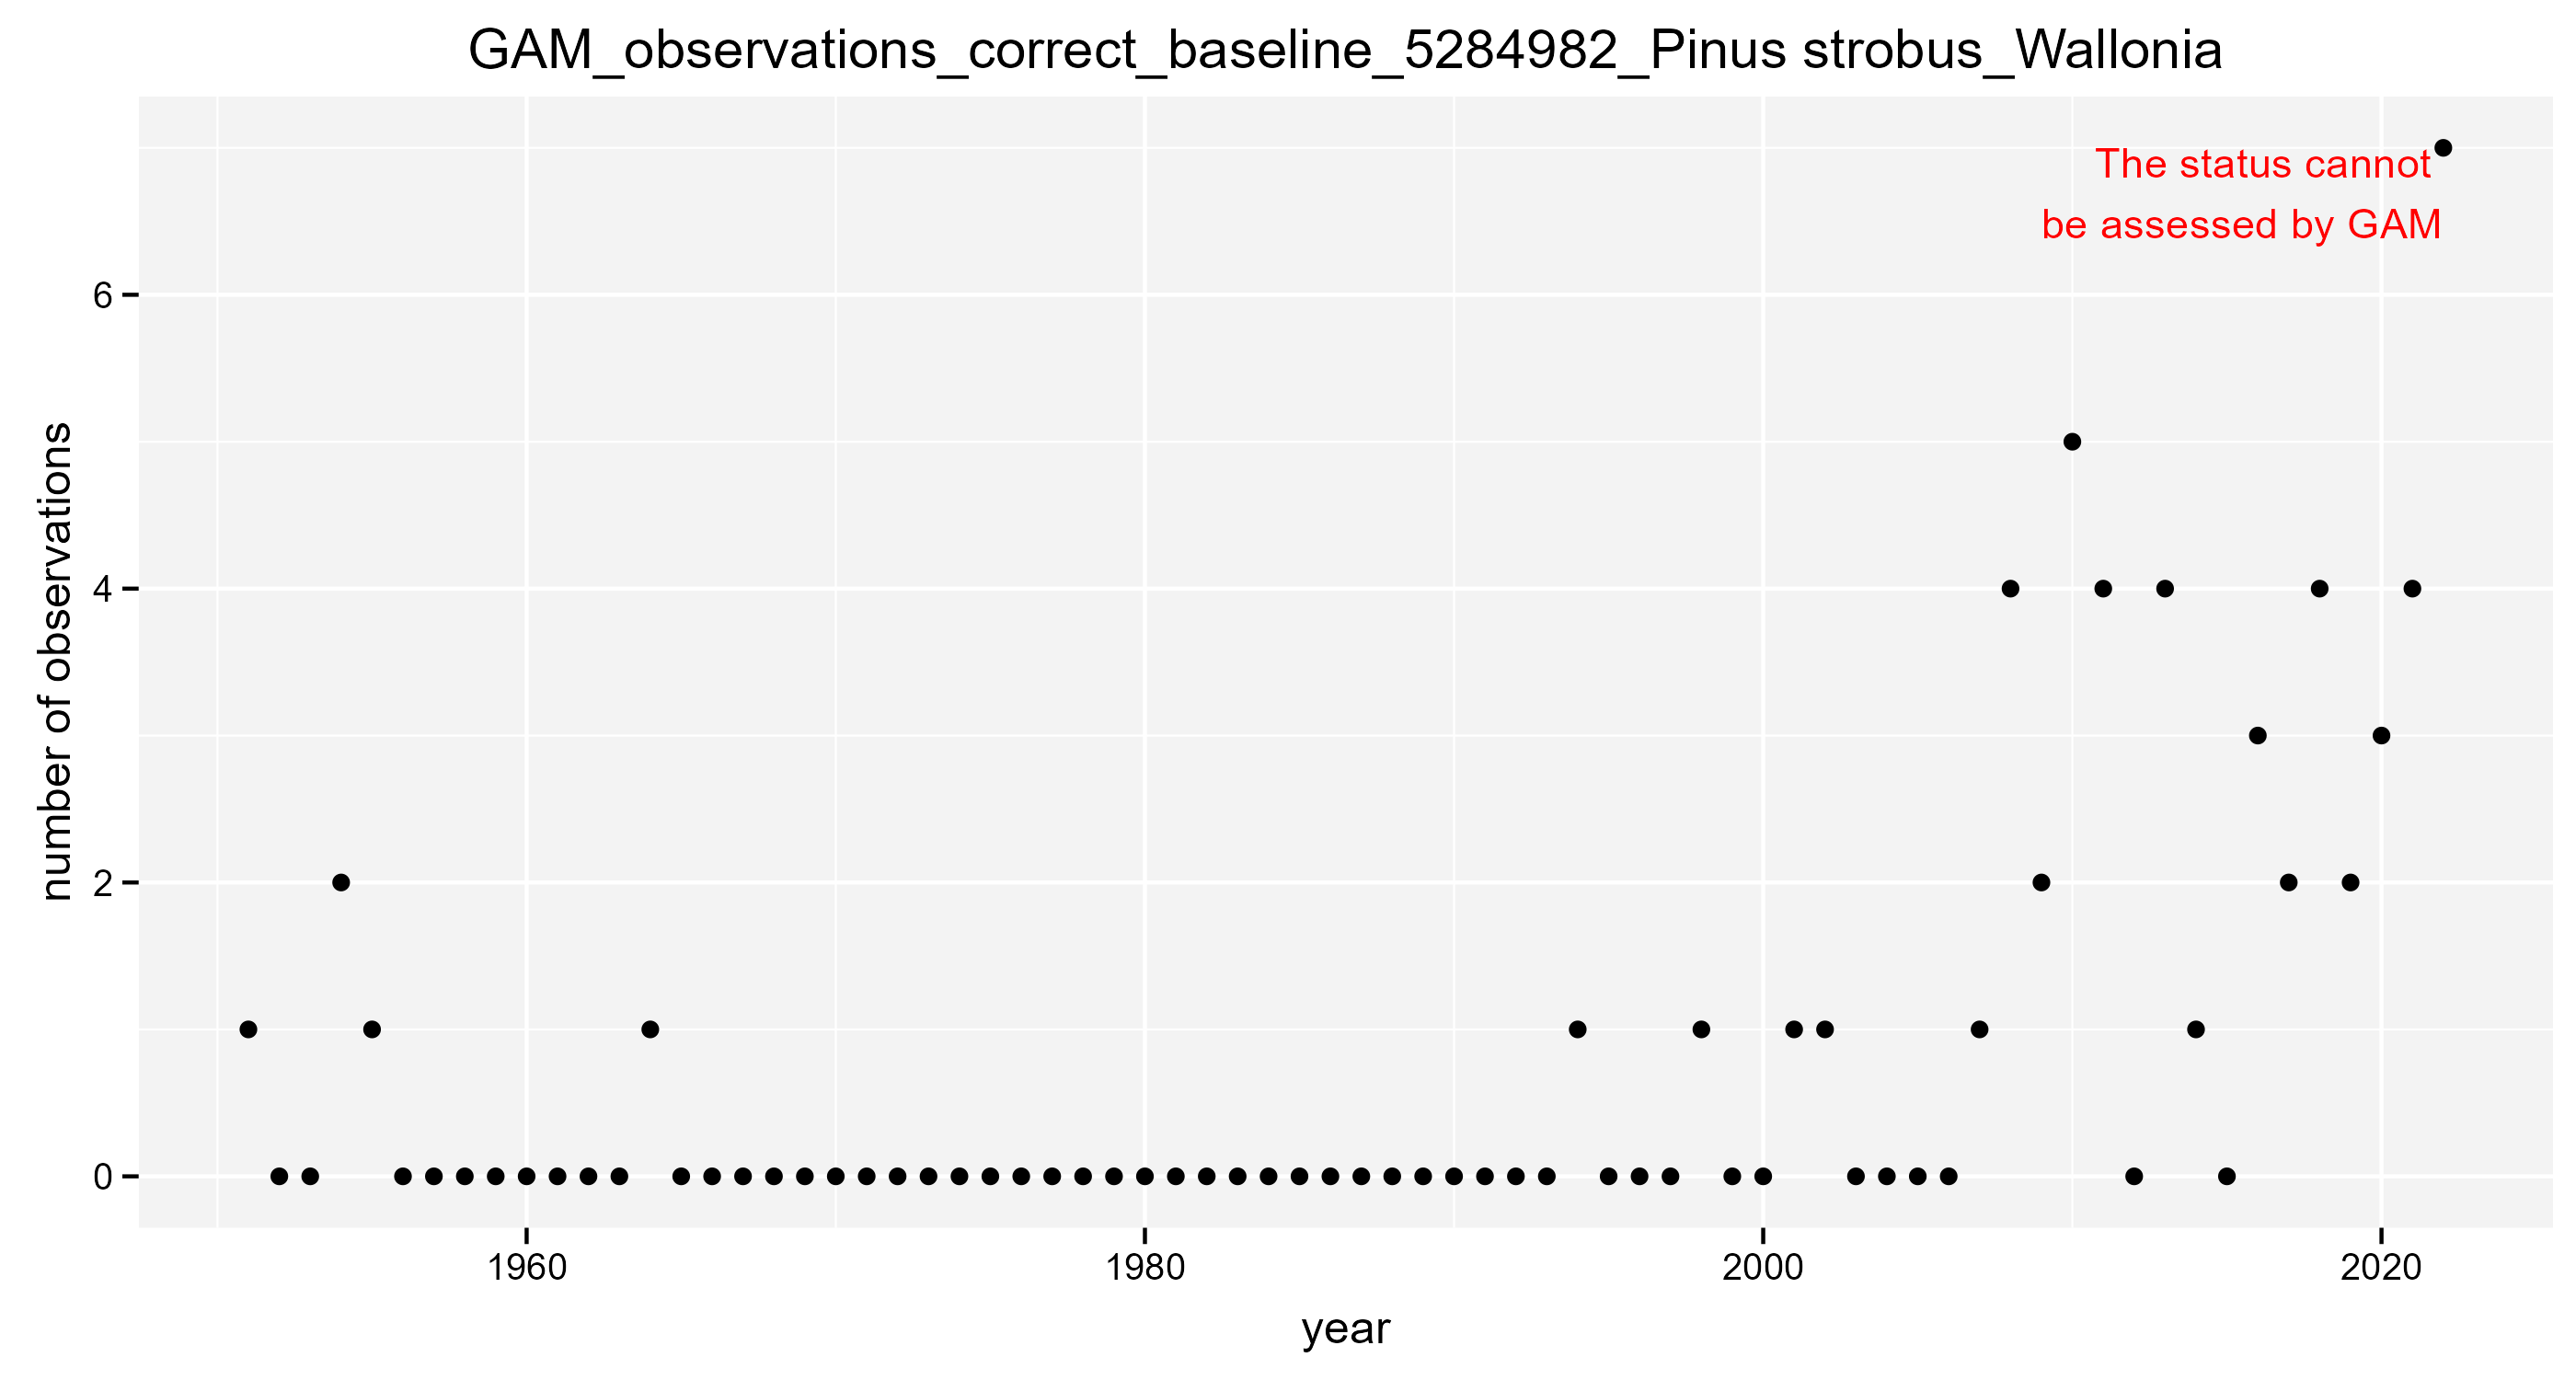 GAM_observations_correct_baseline_5284982_Pinus strobus_Wallonia
The status cannot
be assessed by GAM
number of observations
6
4
2
0
1960
1980
2000
2020
year